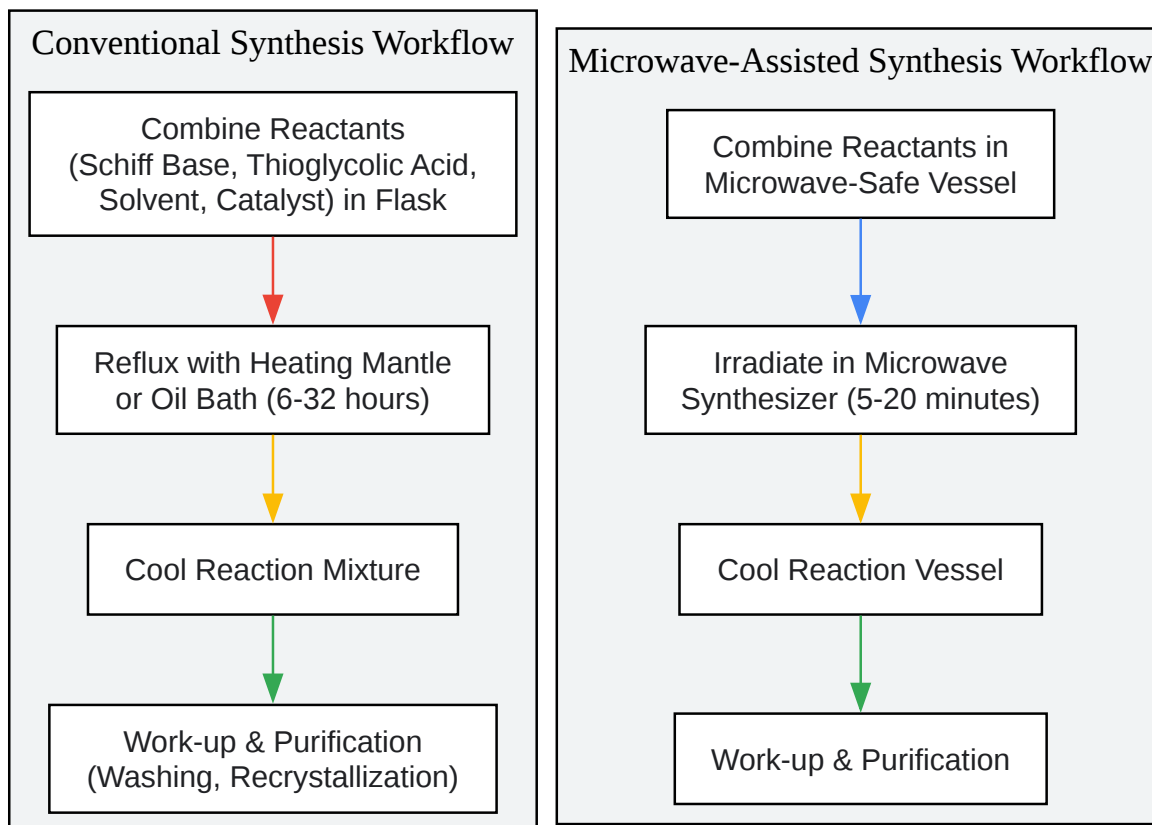 Conventional Synthesis Workflow
Combine Reactants
(Schiff Base, Thioglycolic Acid,
Solvent, Catalyst) in Flask
Reflux with Heating Mantle
or Oil Bath (6-32 hours)
Cool Reaction Mixture
Work-up & Purification
(Washing, Recrystallization)
Microwave-Assisted Synthesis Workflow
Combine Reactants in
Microwave-Safe Vessel
Irradiate in Microwave
Synthesizer (5-20 minutes)
Cool Reaction Vessel
Work-up & Purification